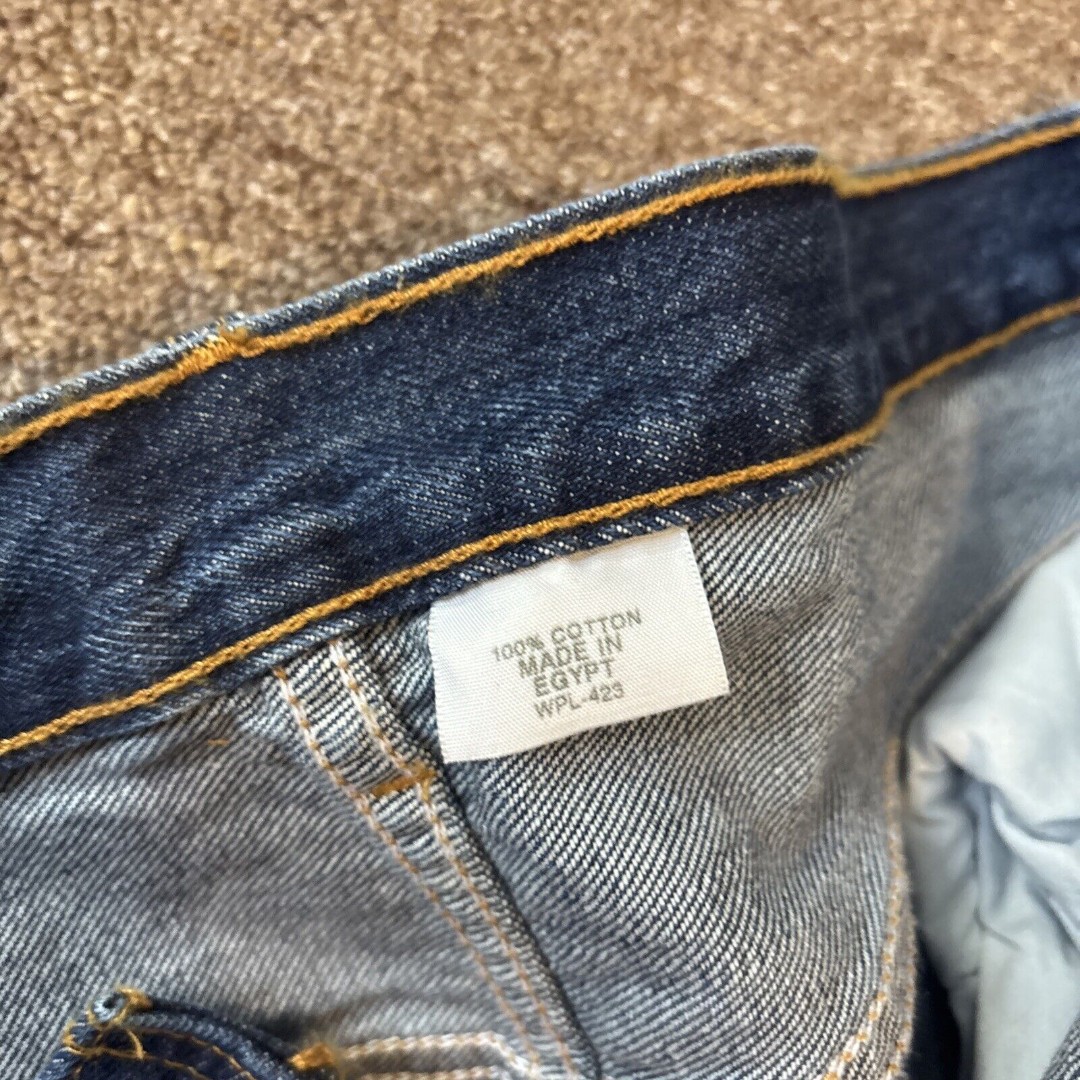 100% COTTON
MADE IN
EGYPT
WPL-423